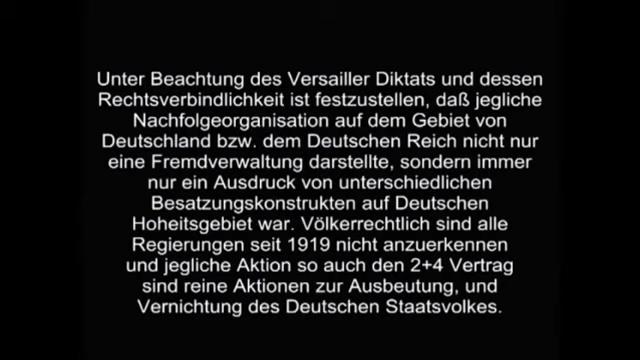 Unter Beachtung des Versailler Diktats und dessen
Rechtsverbindlichkeit ist festzustellen, daß jegliche
Nachfolgeorganisation auf dem Gebiet von
Deutschland bzw. dem Deutschen Reich nicht nur
eine Fremdverwaltung darstellte, sondern immer
nur ein Ausdruck von unterschiedlichen
Besatzungskonstrukten auf Deutschen
Hoheitsgebiet war. Völkerrechtlich sind alle
Regierungen seit 1919 nicht anzuerkennen
und jegliche Aktion so auch den 2+4 Vertrag
sind reine Aktionen zur Ausbeutung, und
Vernichtung des Deutschen Staatsvolkes.